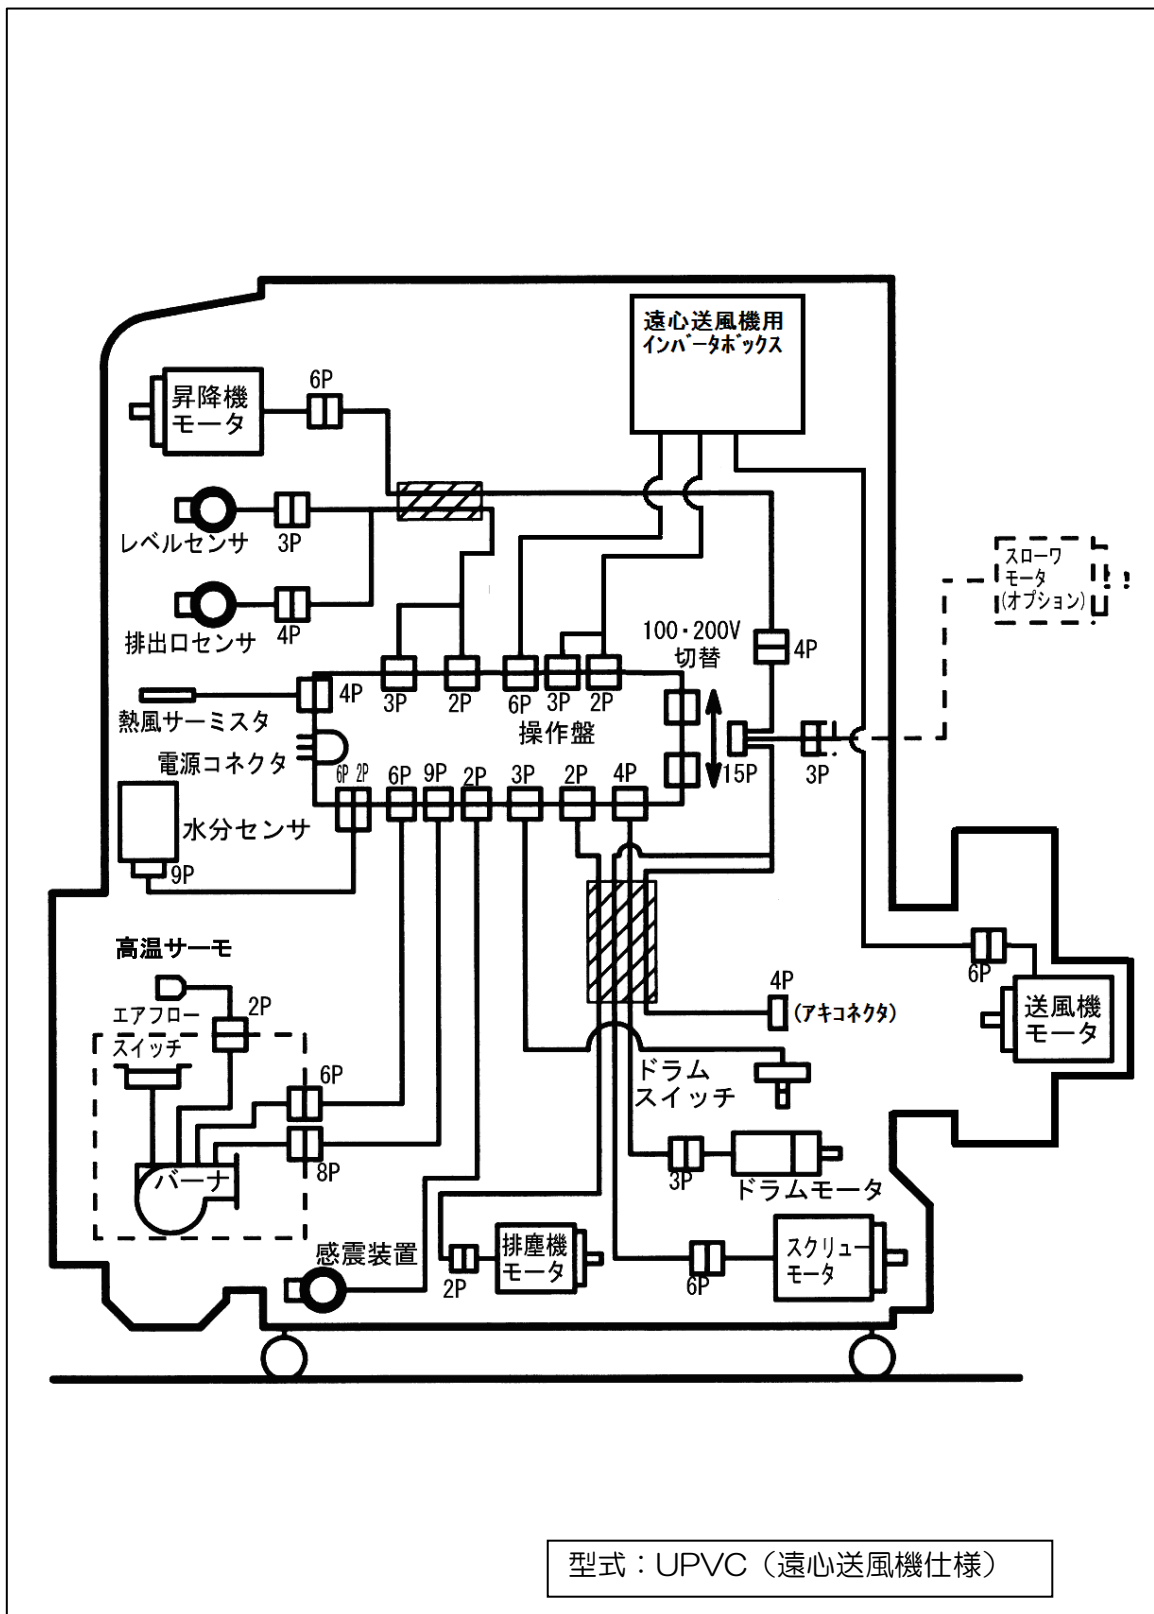 遠心送風機用
インバータボックス
6P
昇降機
モータ
レベルセンサ
3P
排出口センサ
4P
スローワ
モータ
(オプション)
100・200V
切替
4P
4P
3P
2P
6P
3P
2P
熱風サーミスタ
操作盤
電源コネクタ
15P
3P
6P 2P
6P
9P
2P
3P
2P
4P
水分センサ
9P
高温サーモ
2P
エアフロー
スイッチ
6P
8P
バーナ
4P
(アキコネクタ)
6P
送風機
モータ
ドラム
スイッチ
3P
ドラムモータ
感震装置
2P
排塵機
モータ
6P
スクリュー
モータ
型式：UPVC（遠心送風機仕様）